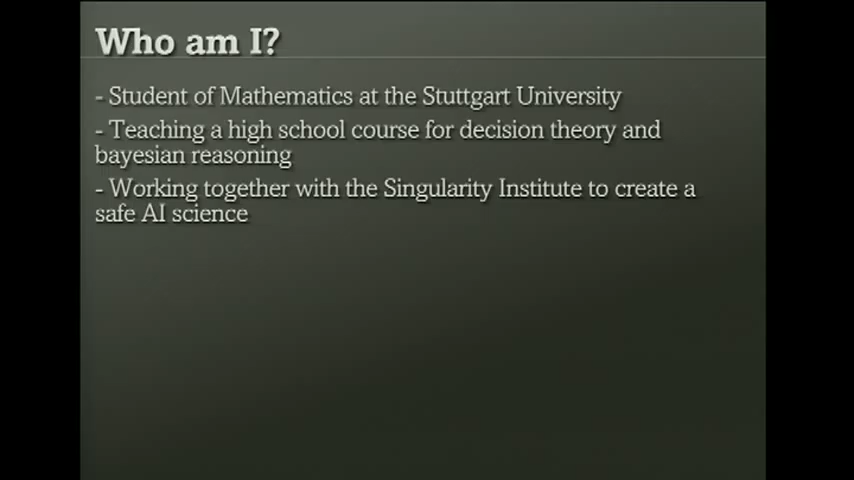 Who am I?
- Student of Mathematics at the Stuttgart University
- Teaching a high school course for decision theory and
bayesian reasoning
- Working together with the Singularity Institute to create a
safe AI science